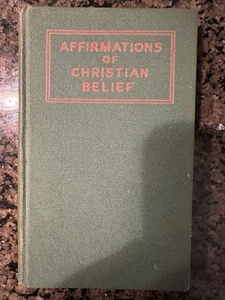 AFFIRMATIONS
OF
CHRISTIAN
BELIEF